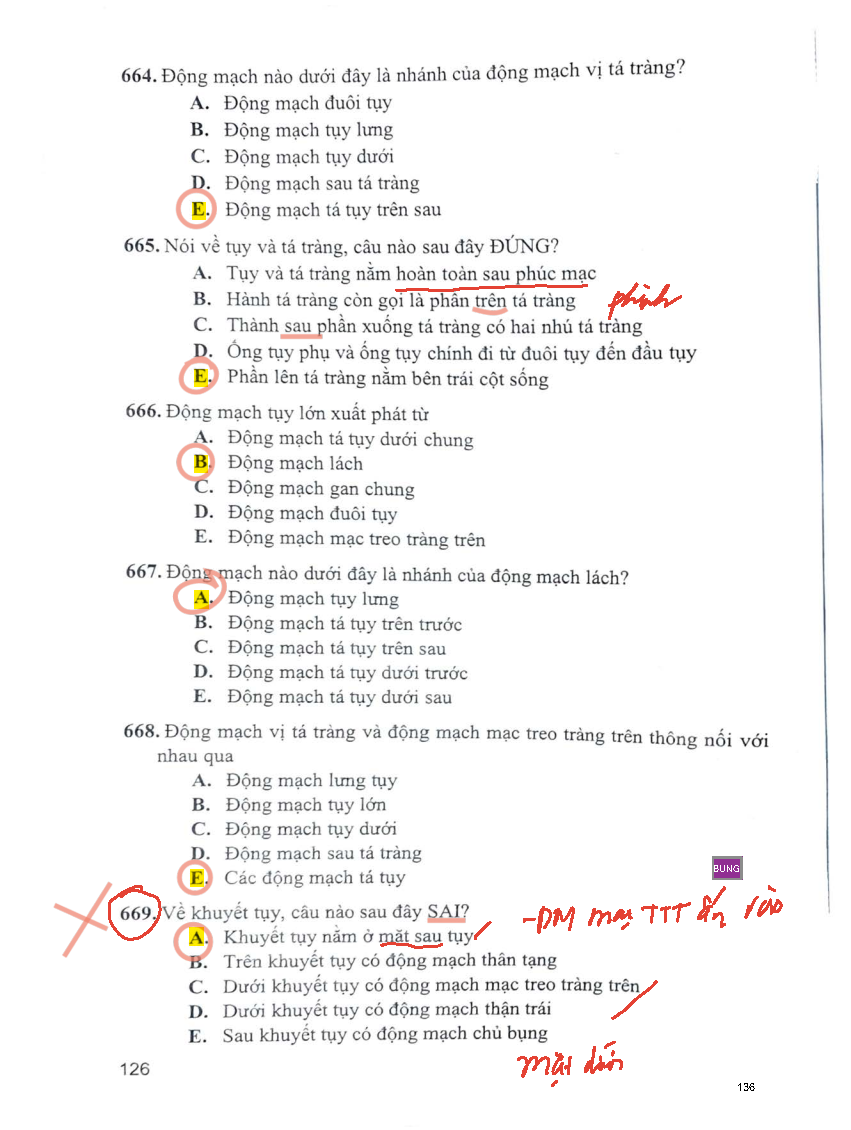 664. Động mạch nào dưới đây là nhánh của động mạch vị tá tràng?
A. Động mạch đuôi tụy
B. Động mạch tụy lưng
C. Động mạch tụy dưới
D. Động mạch sau tá tràng
E. Động mạch tá tụy trên sau
665. Nói về tụy và tá tràng, câu nào sau đây ĐÚNG?
A. Tụy và tá tràng nằm hoàn toàn sau phúc mạc
B. Hành tá tràng còn gọi là phần trên tá tràng phình
C. Thành sau phần xuống tá tràng có hai nhú tá tràng
D. Ống tụy phụ và ống tụy chính đi từ đuôi tụy đến đầu tụy
E. Phần lên tá tràng nằm bên trái cột sống
666. Động mạch tụy lớn xuất phát từ
A. Động mạch tá tụy dưới chung
B. Động mạch lách
C. Động mạch gan chung
D. Động mạch đuôi tụy
E. Động mạch mạc treo tràng trên
667. Động mạch nào dưới đây là nhánh của động mạch lách?
A. Động mạch tụy lưng
B. Động mạch tá tụy trên trước
C. Động mạch tá tụy trên sau
D. Động mạch tá tụy dưới trước
E. Động mạch tá tụy dưới sau
668. Động mạch vị tá tràng và động mạch mạc treo tràng trên thông nối với
nhau qua
A. Động mạch lưng tụy
B. Động mạch tụy lớn
C. Động mạch tụy dưới
D. Động mạch sau tá tràng
E. Các động mạch tá tụy
BUNG
669. Về khuyết tụy, câu nào sau đây SAI?
-ĐM mạc TTT ấn vào
A. Khuyết tụy nằm ở mặt sau tụy
B. Trên khuyết tụy có động mạch thân tạng
C. Dưới khuyết tụy có động mạch mạc treo tràng trên
D. Dưới khuyết tụy có động mạch thận trái
E. Sau khuyết tụy có động mạch chủ bụng
mặt dưới
126
136